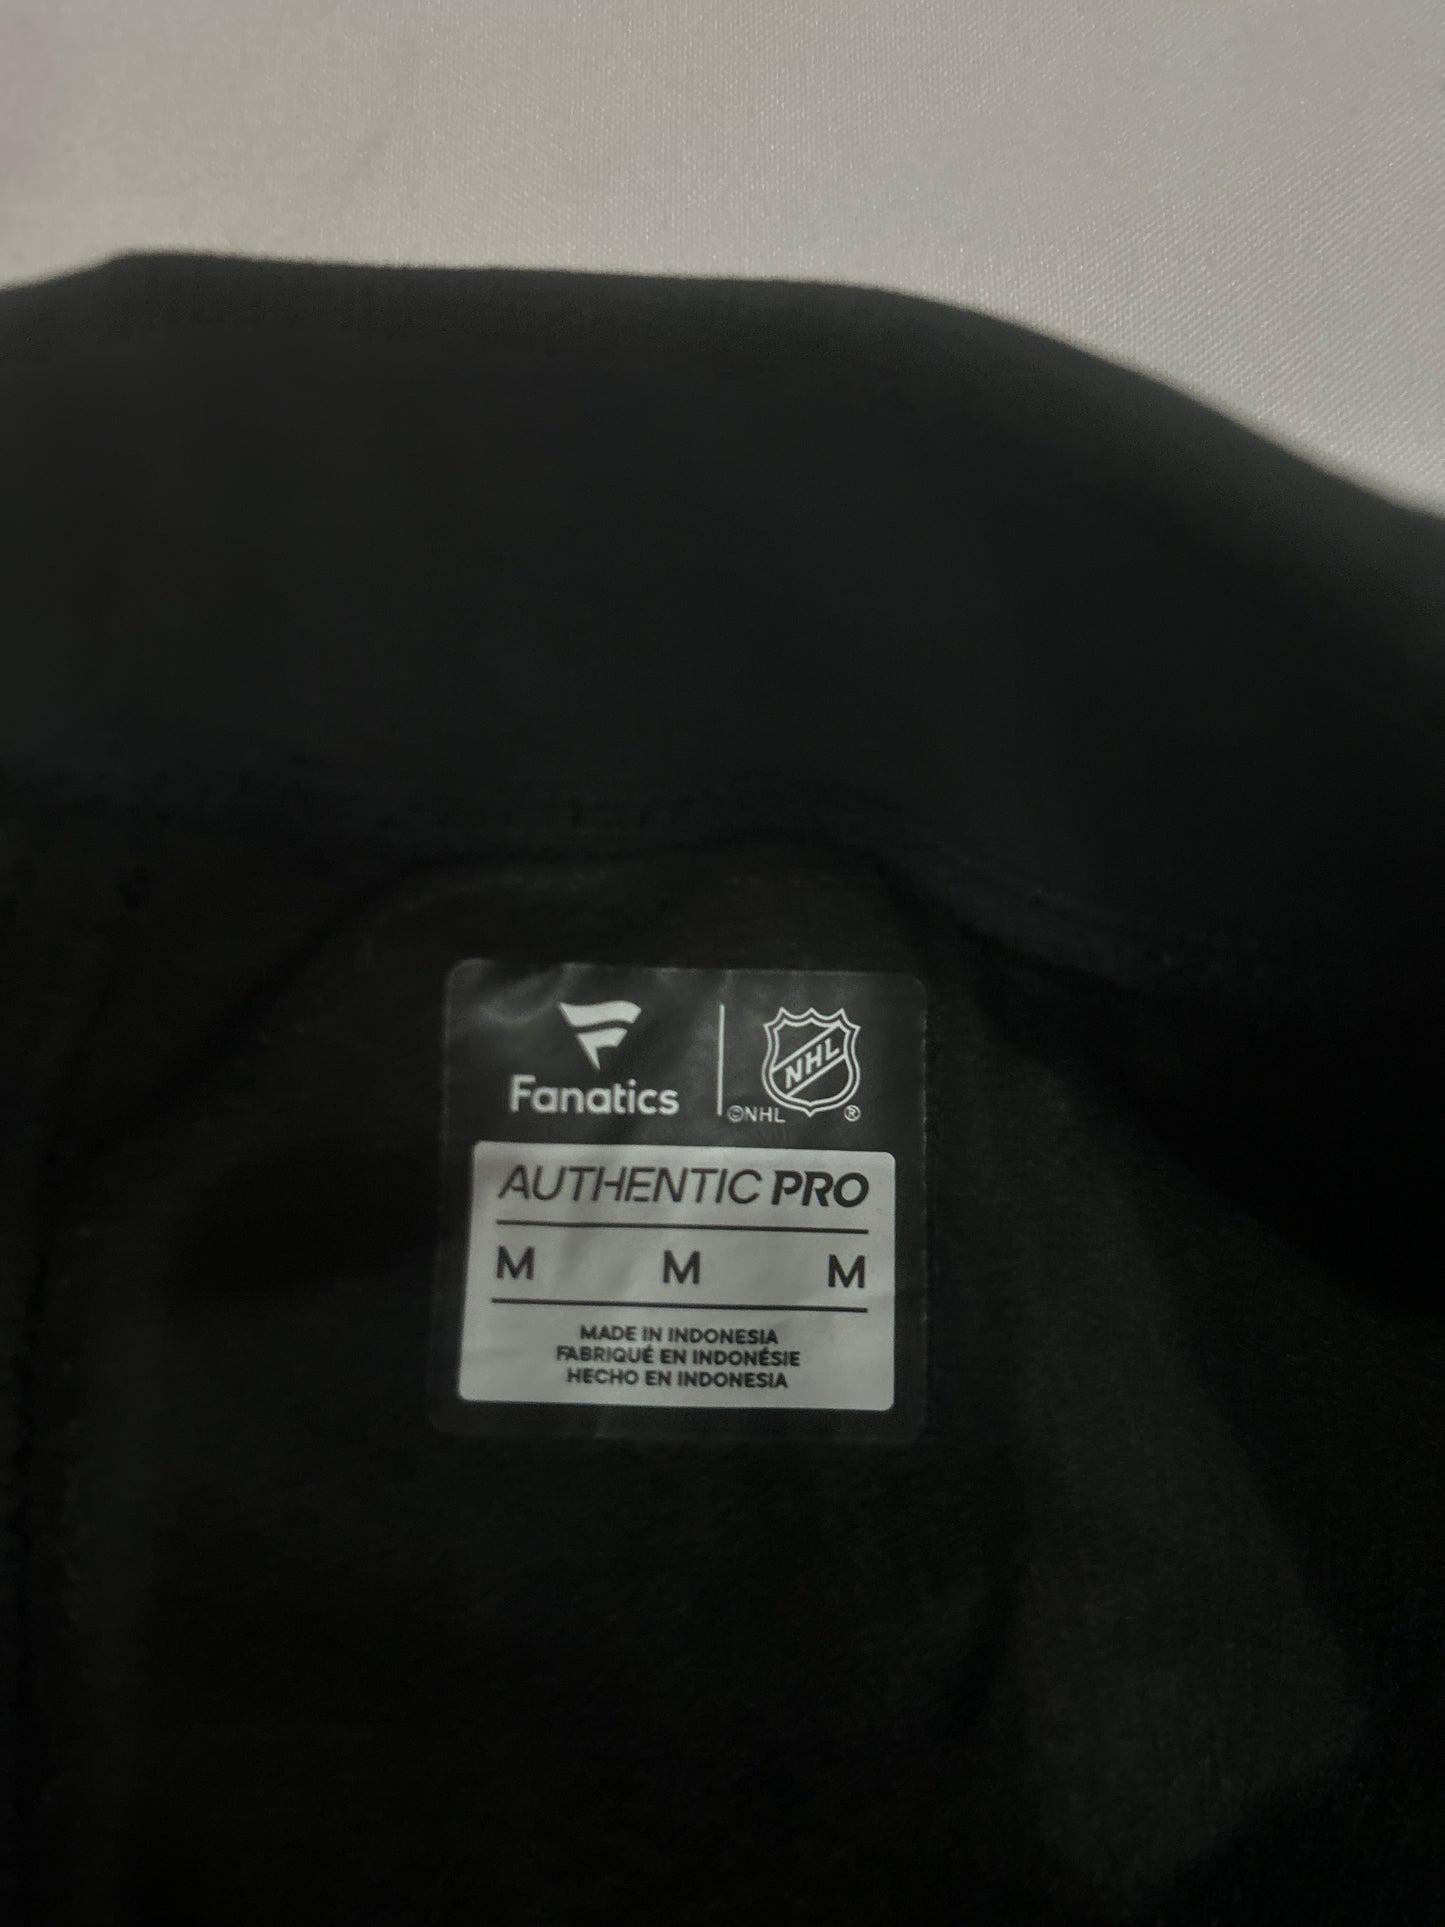 Fanatics
NHL
©NHL ®
AUTHENTIC PRO
M M M
MADE IN INDONESIA
FABRIQUÉ EN INDONÉSIE
HECHO EN INDONESIA